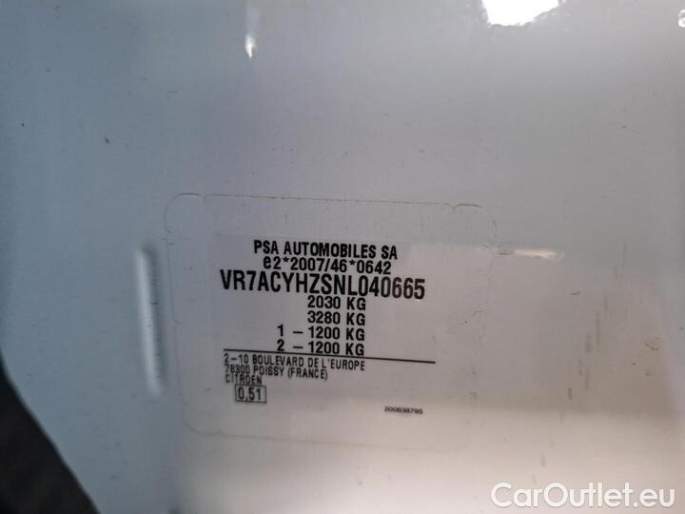 PSA AUTOMOBILES SA
e2*2007/46*0642
VR7ACYHZSNL040665
2030 KG
3280 KG
1 - 1200 KG
2 - 1200 KG
2-10 BOULEVARD DE L'EUROPE
78300 POISSY (FRANCE)
CITROEN
0,51
CarOutlet.eu